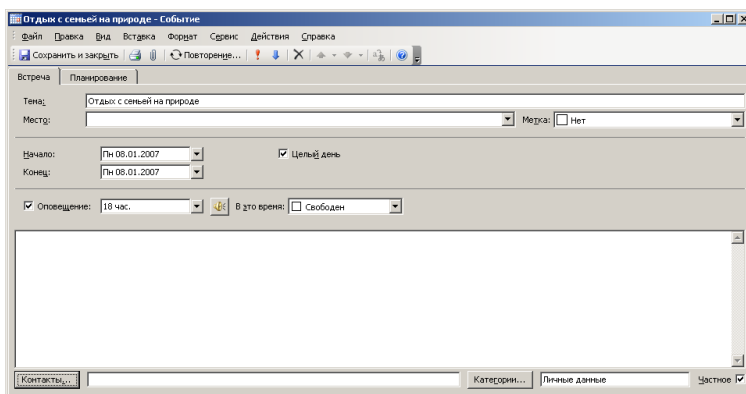 Отдых с семьей на природе - Событие
Файл Правка Вид Вставка Формат Сервис Действия Справка
Сохранить и закрыть Повторение...
Встреча Планирование
Тема: Отдых с семьей на природе
Место: Метка: Нет
Начало: Пн 08.01.2007 Целый день
Конец: Пн 08.01.2007
Оповещение: 18 час. В это время: Свободен
Контакты... Категории... Личные данные Частное